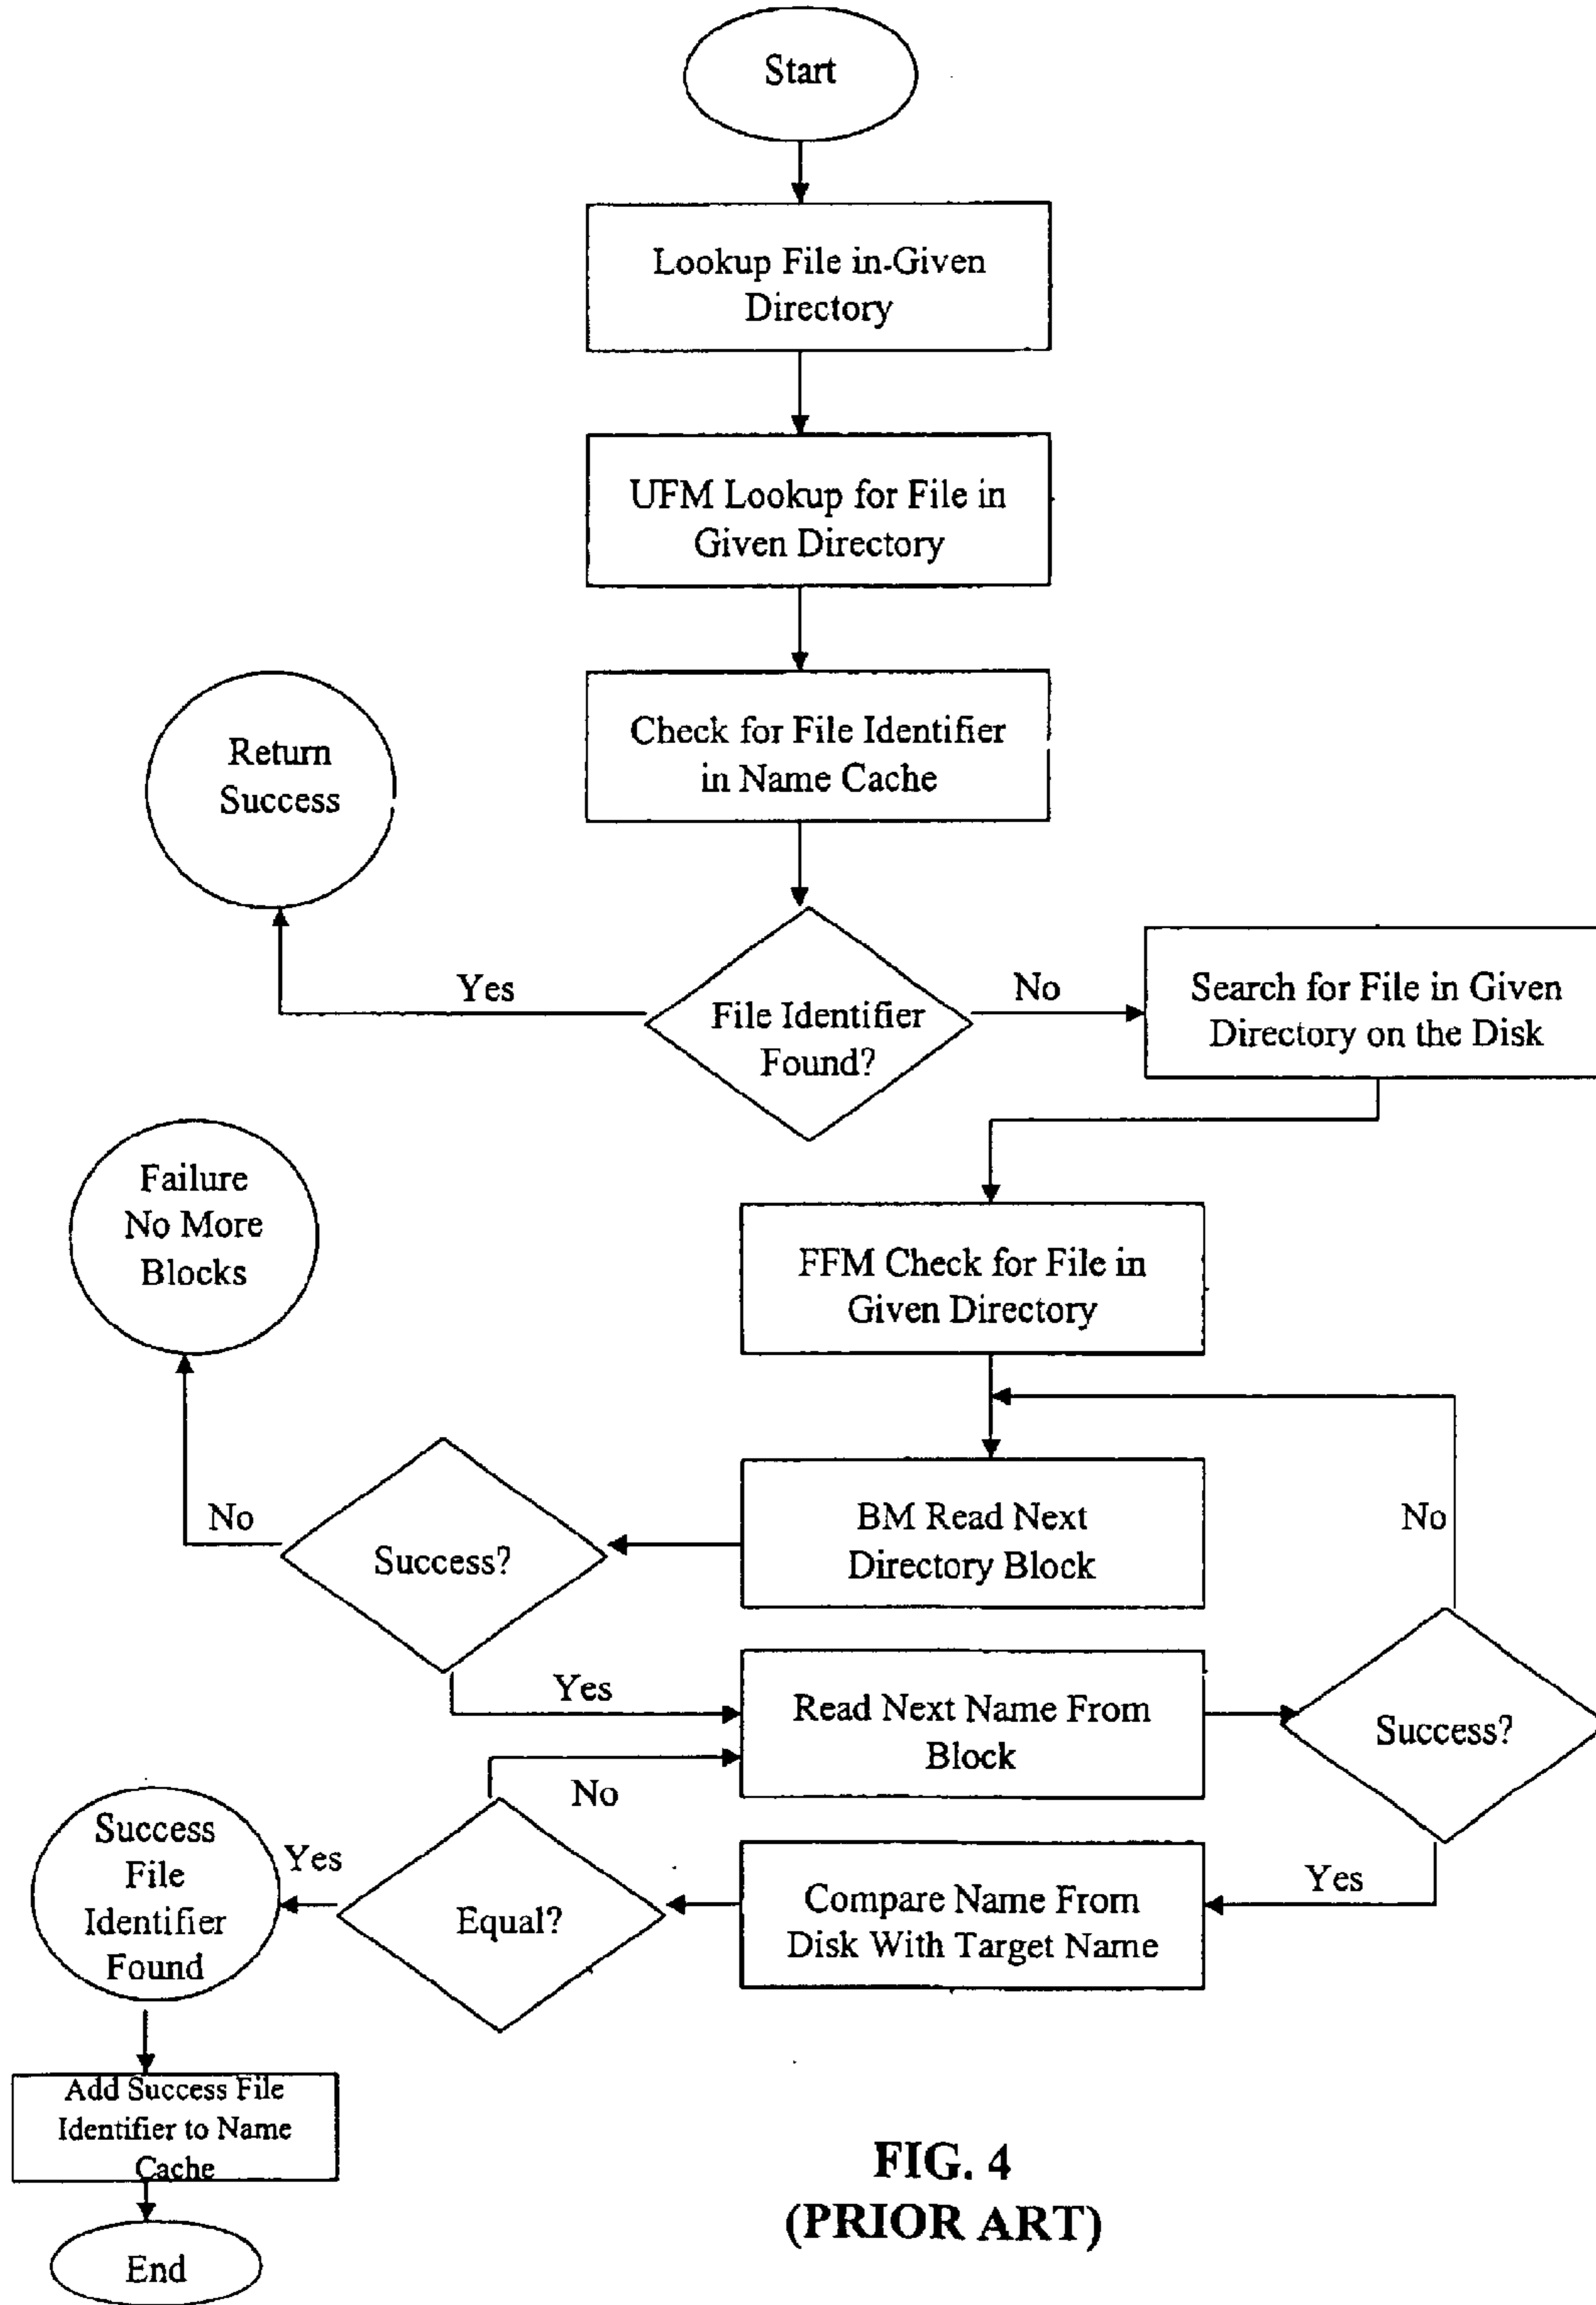 Start
Lookup File in-Given
Directory
UFM Lookup for File in
Given Directory
Check for File Identifier
in Name Cache
Return
Success
Yes
File Identifier
Found?
No
Search for File in Given
Directory on the Disk
Failure
No More
Blocks
FFM Check for File in
Given Directory
No
Success?
BM Read Next
Directory Block
No
Yes
Read Next Name From
Block
Success?
No
Success
File
Identifier
Found
Yes
Equal?
Compare Name From
Disk With Target Name
Yes
Add Success File
Identifier to Name
Cache
End
FIG. 4
(PRIOR ART)